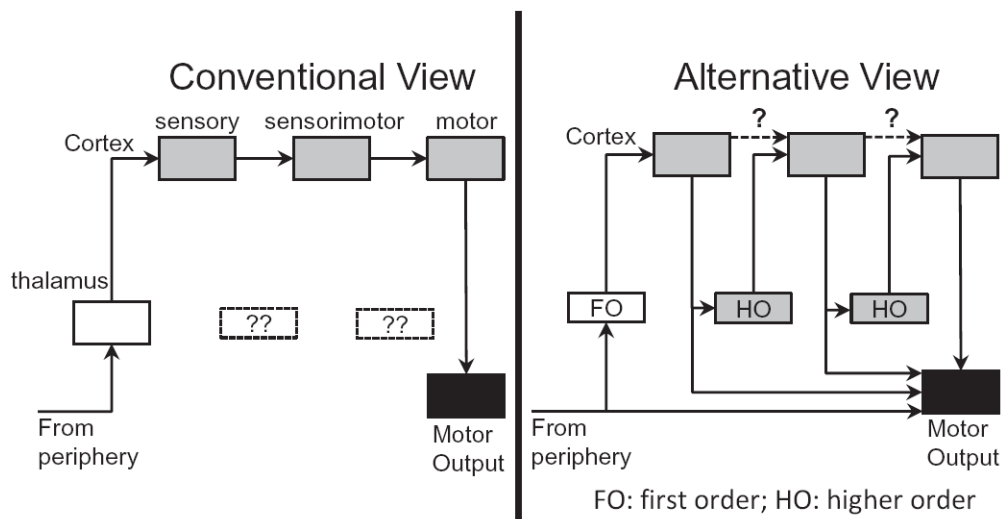 Conventional View
sensory sensorimotor motor
Cortex
thalamus
?? ??
From
periphery
Motor
Output
Alternative View
? ?
Cortex
FO HO HO
From
periphery
Motor
Output
FO: first order; HO: higher order